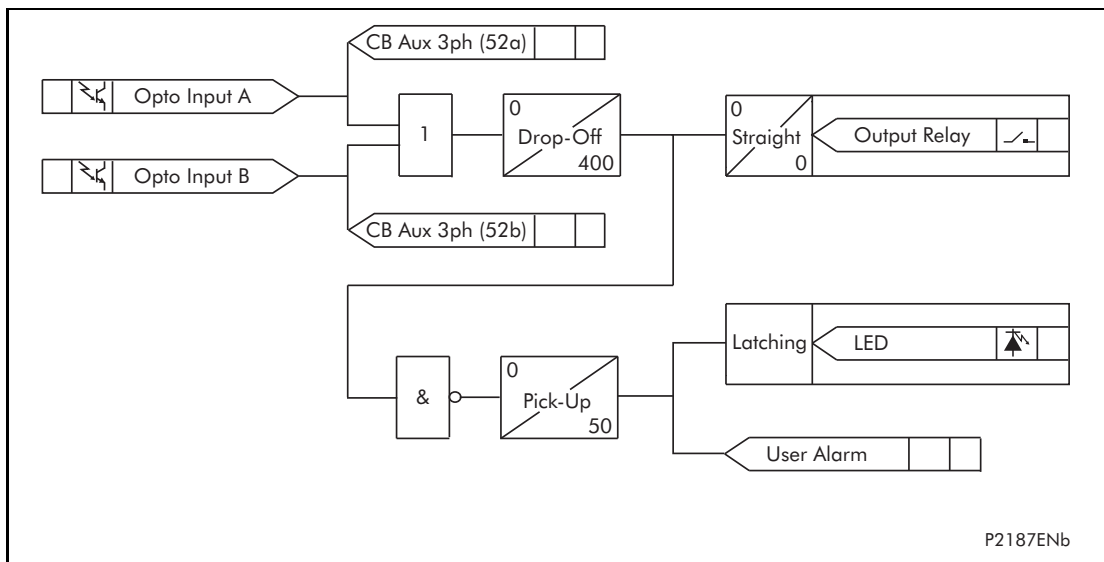 CB Aux 3ph (52a)
Opto Input A
1
0
Drop-Off
400
0
Straight
0
Output Relay
Opto Input B
CB Aux 3ph (52b)
Latching
LED
&
0
Pick-Up
50
User Alarm
P2187ENb